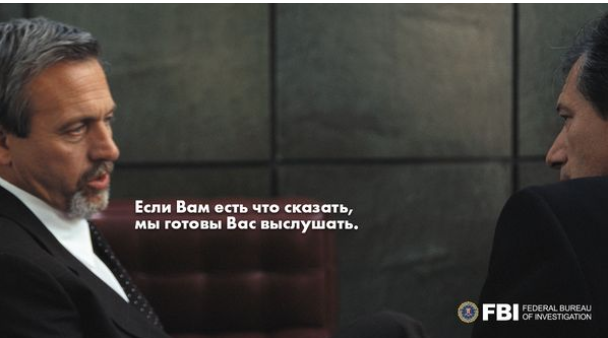 Если Вам есть что сказать,
мы готовы Вас выслушать.
FBI
FEDERAL BUREAU
OF INVESTIGATION